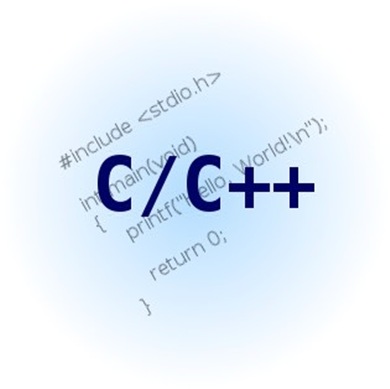 #include <stdio.h>
int main(void)
{
printf("Hello, World!\n");
return 0;
}
C/C++